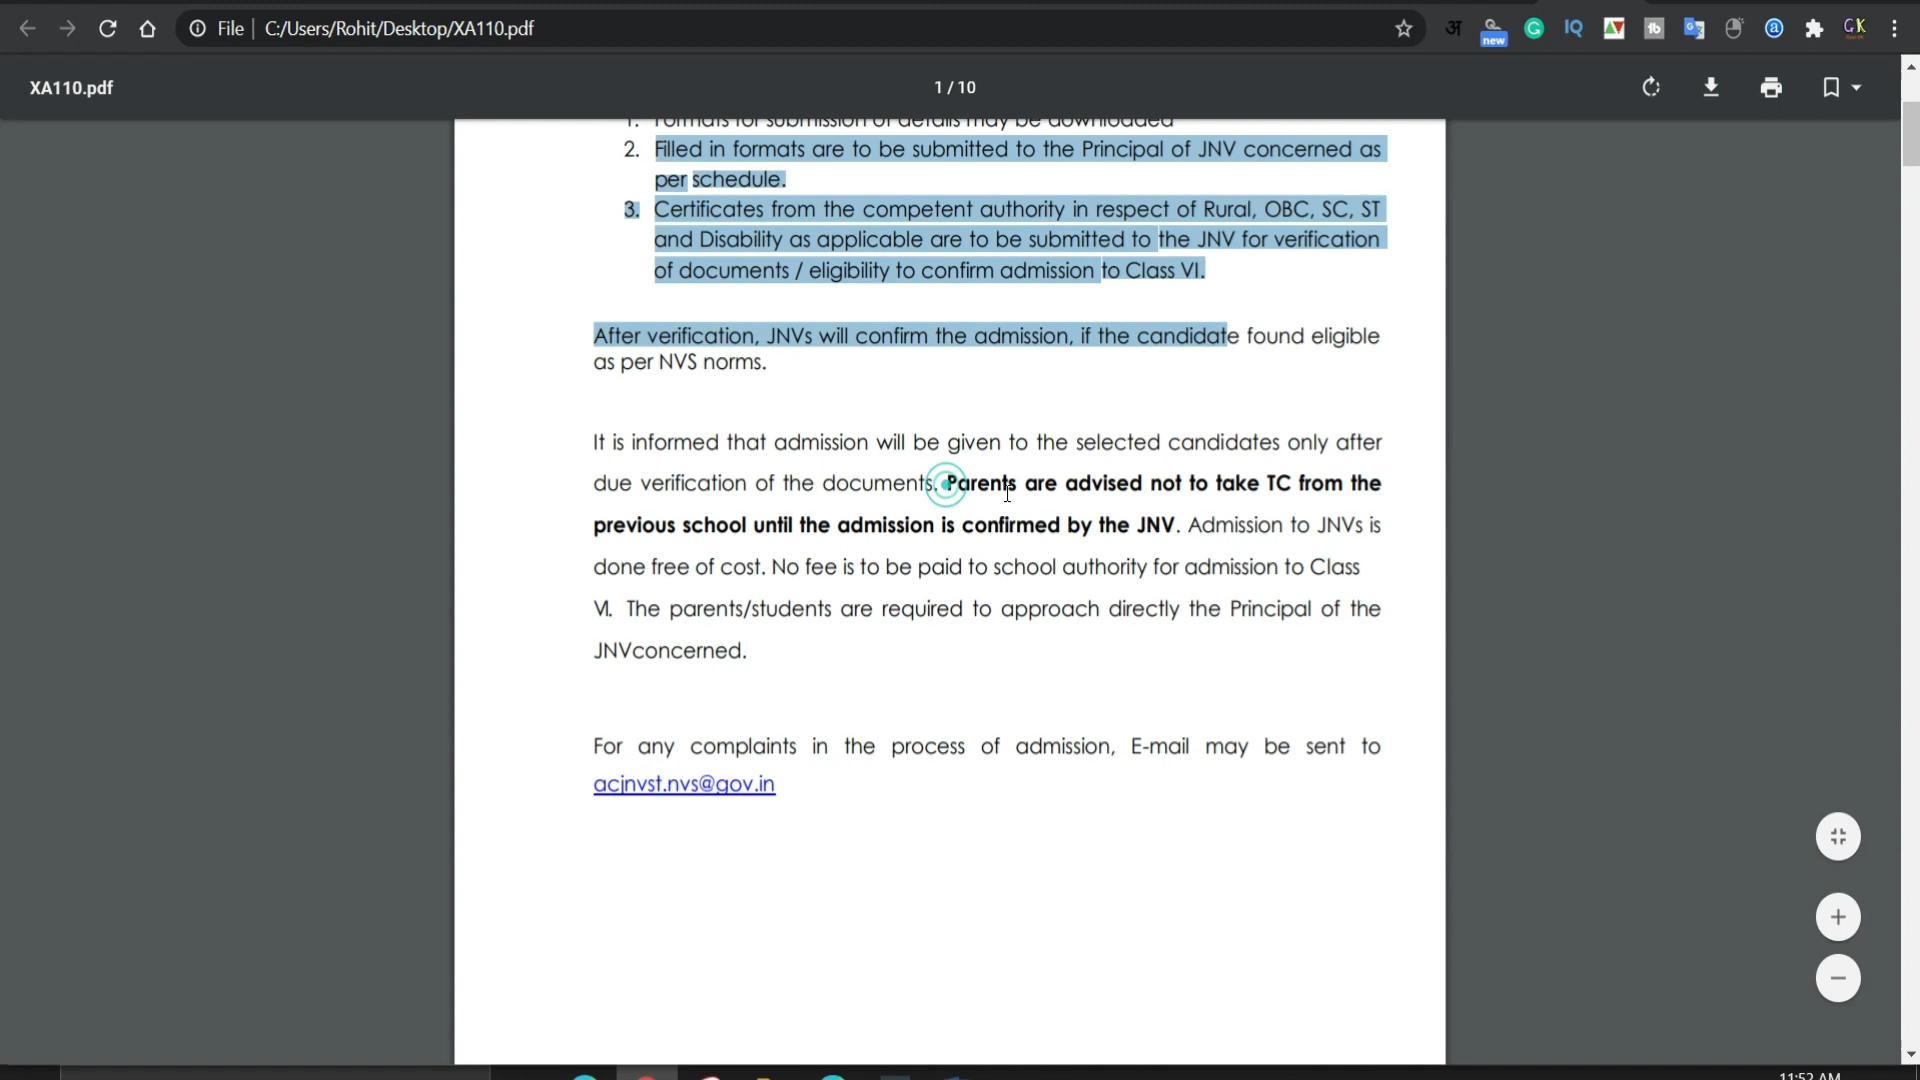 File C:/Users/Rohit/Desktop/XA110.pdf
new
XA110.pdf
1 / 10
1. Formats for submission of details may be downloaded
2. Filled in formats are to be submitted to the Principal of JNV concerned as
per schedule.
3. Certificates from the competent authority in respect of Rural, OBC, SC, ST
and Disability as applicable are to be submitted to the JNV for verification
of documents / eligibility to confirm admission to Class VI.
After verification, JNVs will confirm the admission, if the candidate found eligible
as per NVS norms.
It is informed that admission will be given to the selected candidates only after
due verification of the documents. Parents are advised not to take TC from the
previous school until the admission is confirmed by the JNV. Admission to JNVs is
done free of cost. No fee is to be paid to school authority for admission to Class
VI. The parents/students are required to approach directly the Principal of the
JNVconcerned.
For any complaints in the process of admission, E-mail may be sent to
acjnvst.nvs@gov.in
11:52 AM